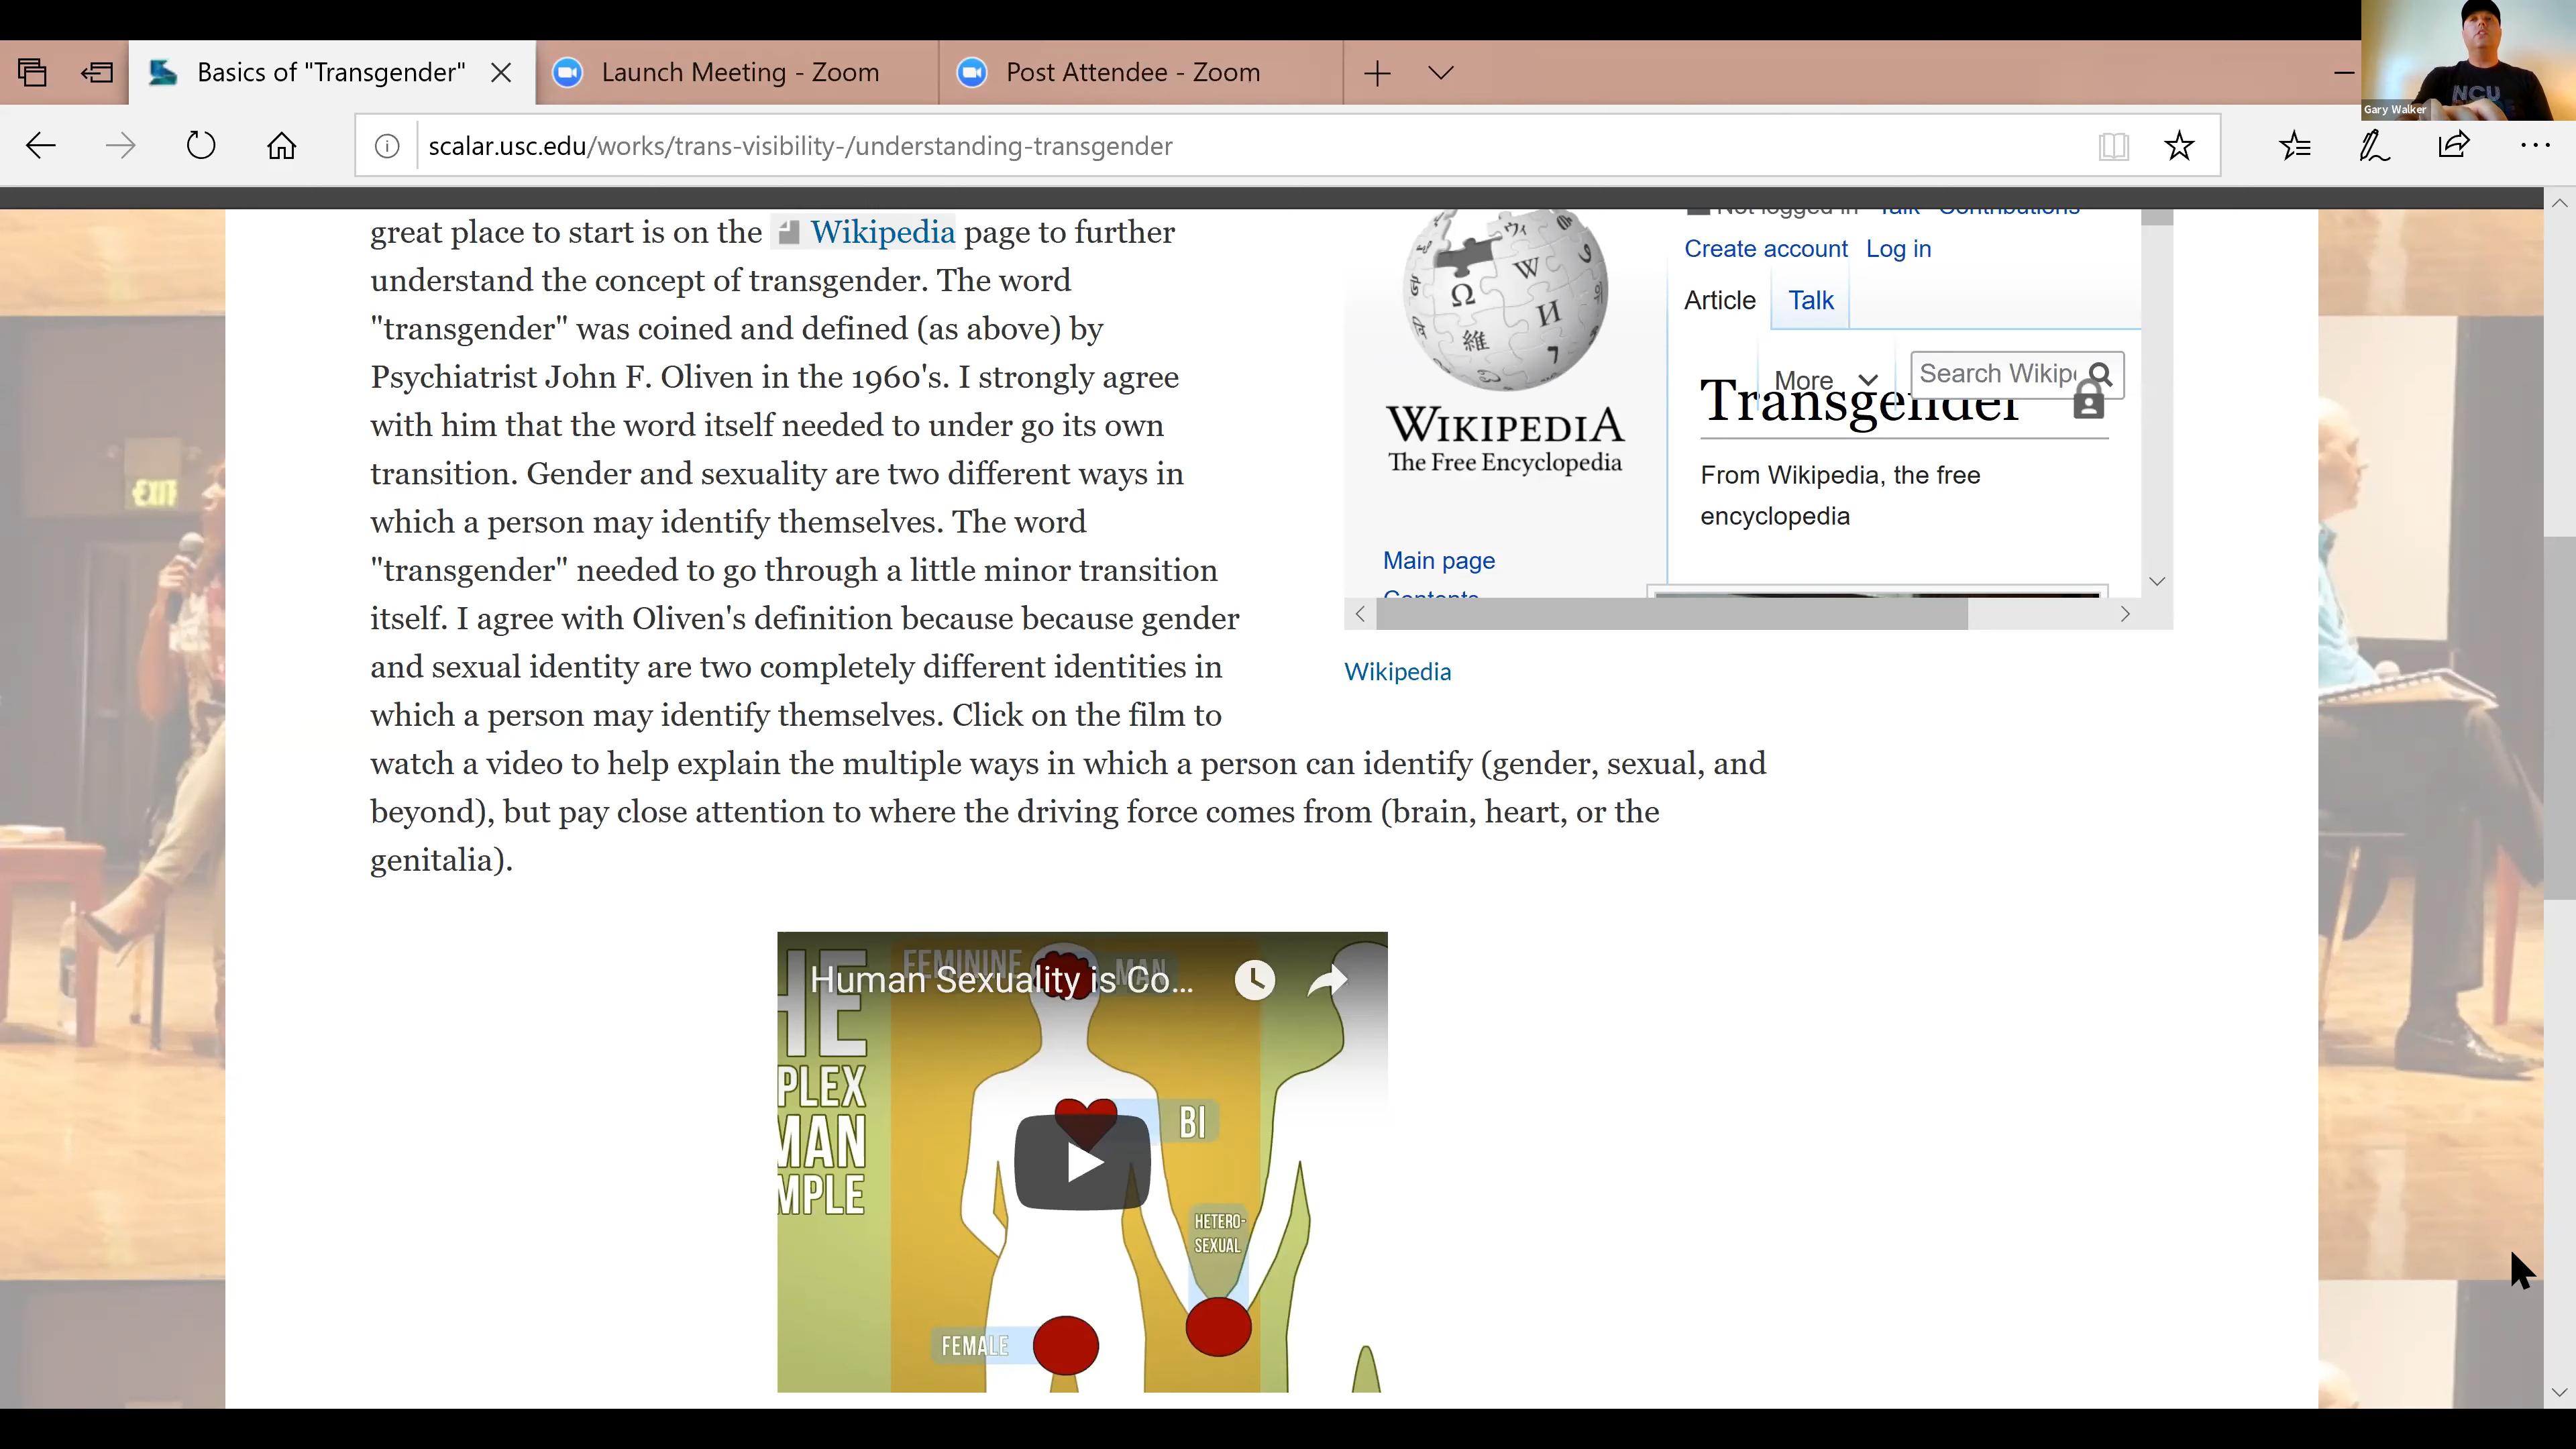 Basics of "Transgender"
Launch Meeting - Zoom
Post Attendee - Zoom
NCU
Gary Walker
scalar.usc.edu/works/trans-visibility-/understanding-transgender
great place to start is on the Wikipedia page to further
understand the concept of transgender. The word
"transgender" was coined and defined (as above) by
Psychiatrist John F. Oliven in the 1960's. I strongly agree
with him that the word itself needed to under go its own
transition. Gender and sexuality are two different ways in
which a person may identify themselves. The word
"transgender" needed to go through a little minor transition
itself. I agree with Oliven's definition because because gender
and sexual identity are two completely different identities in
which a person may identify themselves. Click on the film to
watch a video to help explain the multiple ways in which a person can identify (gender, sexual, and
beyond), but pay close attention to where the driving force comes from (brain, heart, or the
genitalia).
Not logged in Talk Contributions
Create account Log in
Article Talk
More Search Wikip
Transgender
From Wikipedia, the free
encyclopedia
WIKIPEDIA
The Free Encyclopedia
Main page
Contents
Wikipedia
EXIT
Human Sexuality is Co...
FEMININE
MAN
HE
PLEX
MAN
MPLE
BI
HETERO-
SEXUAL
FEMALE